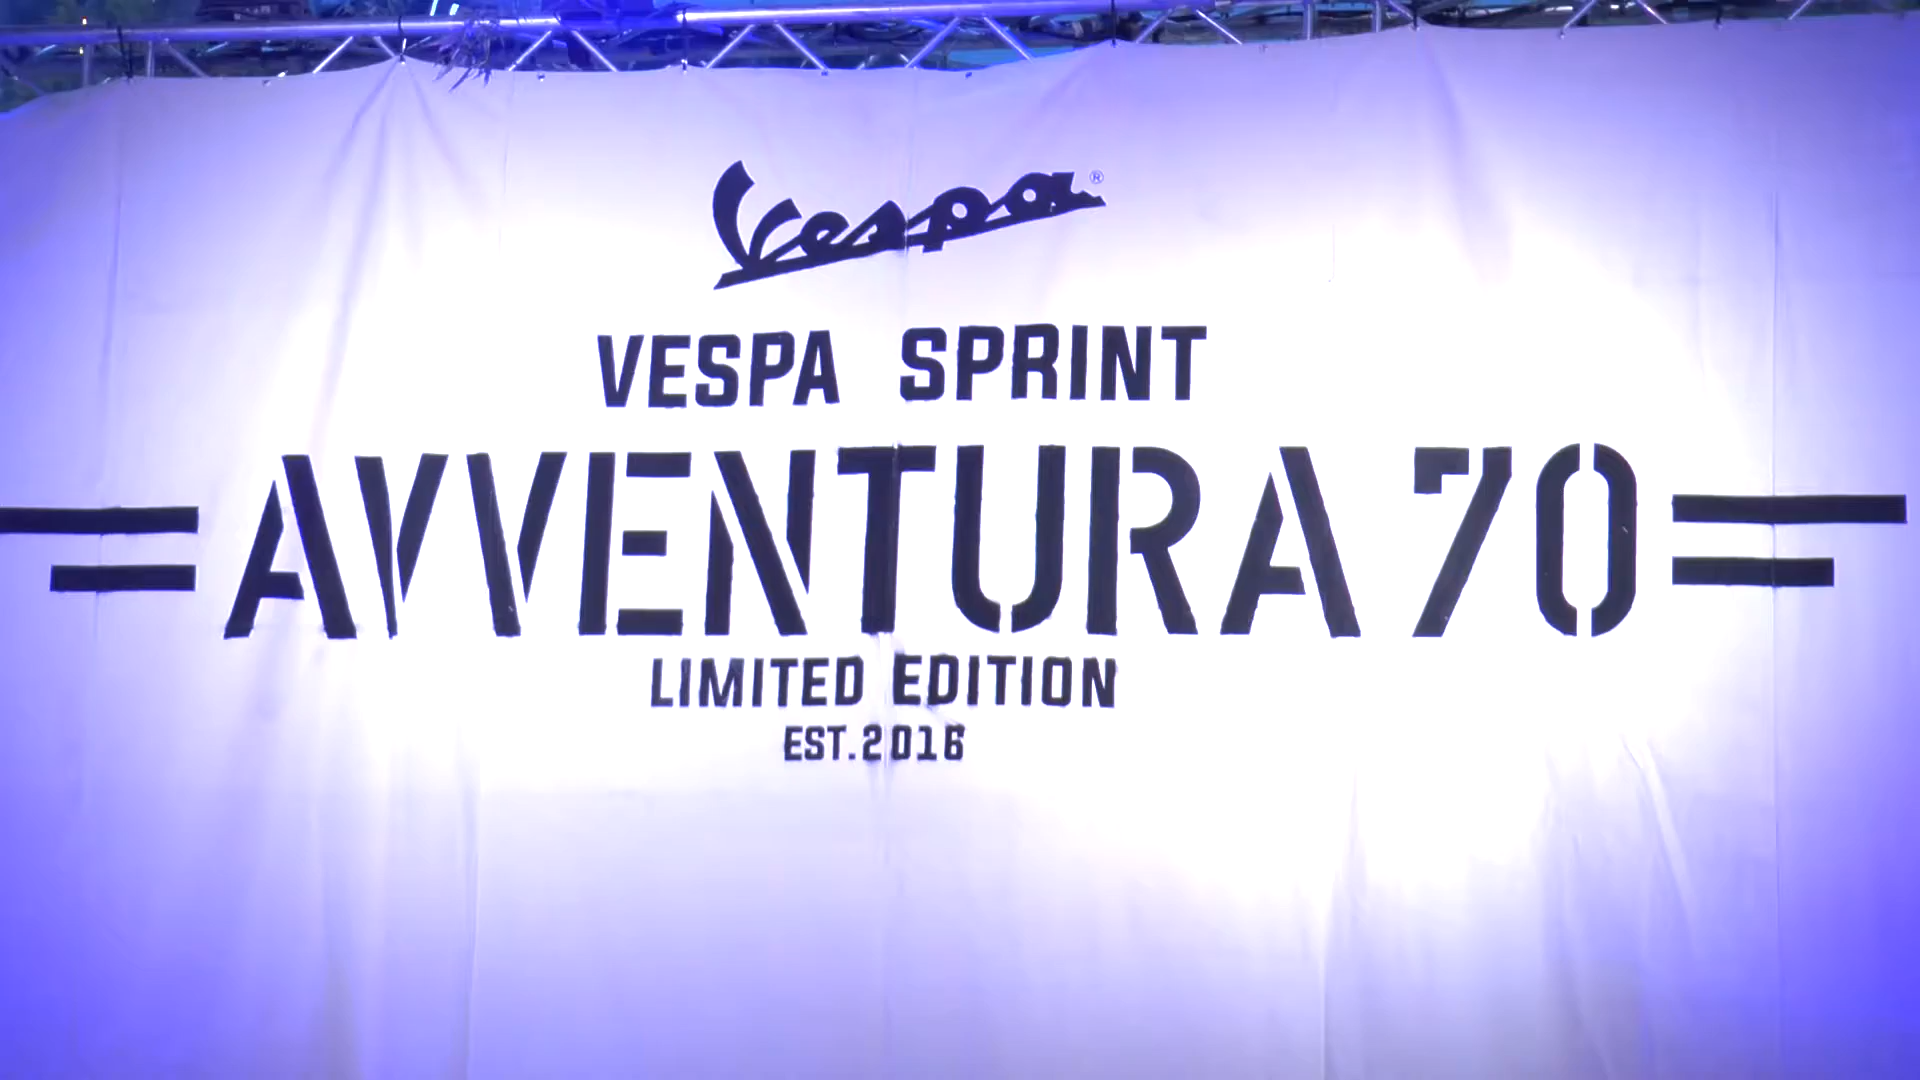 Vespa®
VESPA SPRINT
AVVENTURA 70
LIMITED EDITION
EST.2016